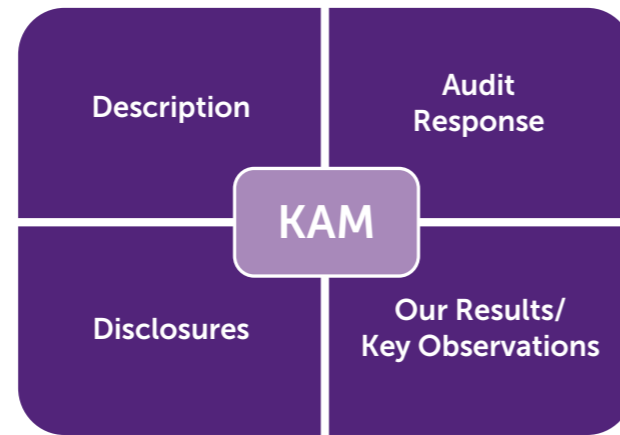 Description
Audit
Response
KAM
Disclosures
Our Results/
Key Observations